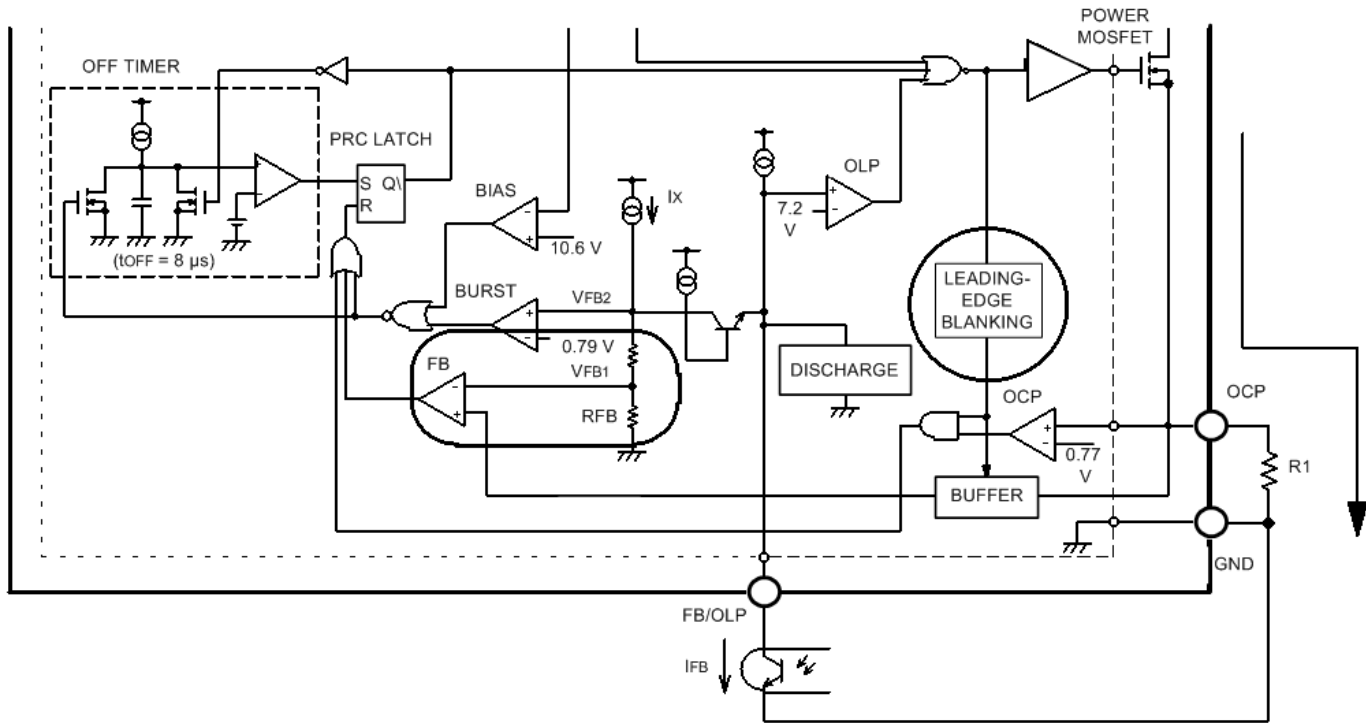 POWER
MOSFET
OFF TIMER
PRC LATCH
S Q\
R
(tOFF = 8 µs)
BIAS
10.6 V
IX
OLP
7.2
V
BURST
VFB2
0.79 V
FB
VFB1
RFB
LEADING-
EDGE
BLANKING
DISCHARGE
OCP
0.77
V
BUFFER
OCP
R1
GND
FB/OLP
IFB